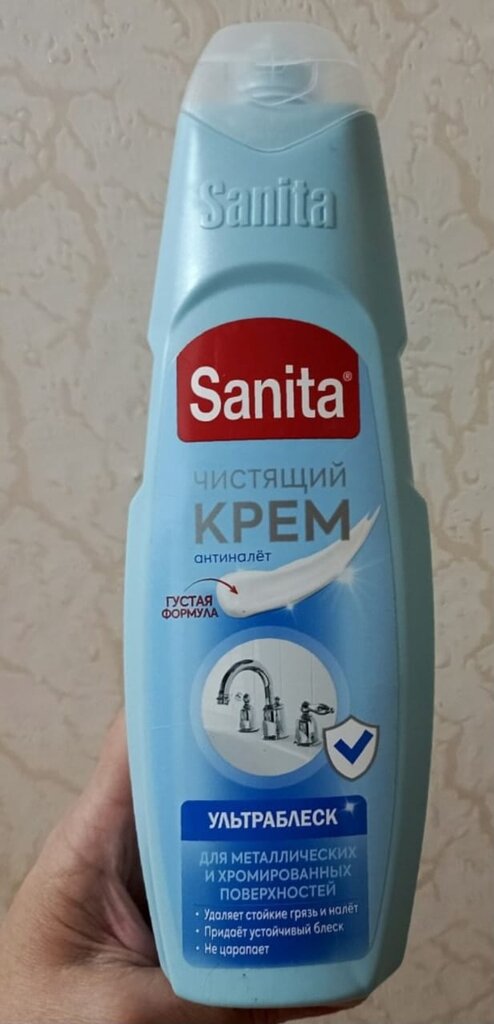 Sanita
Sanita®
ЧИСТЯЩИЙ
КРЕМ
антиналёт
ГУСТАЯ
ФОРМУЛА
УЛЬТРАБЛЕСК
ДЛЯ МЕТАЛЛИЧЕСКИХ
И ХРОМИРОВАННЫХ
ПОВЕРХНОСТЕЙ
• Удаляет стойкие грязь и налёт
• Придаёт устойчивый блеск
• Не царапает